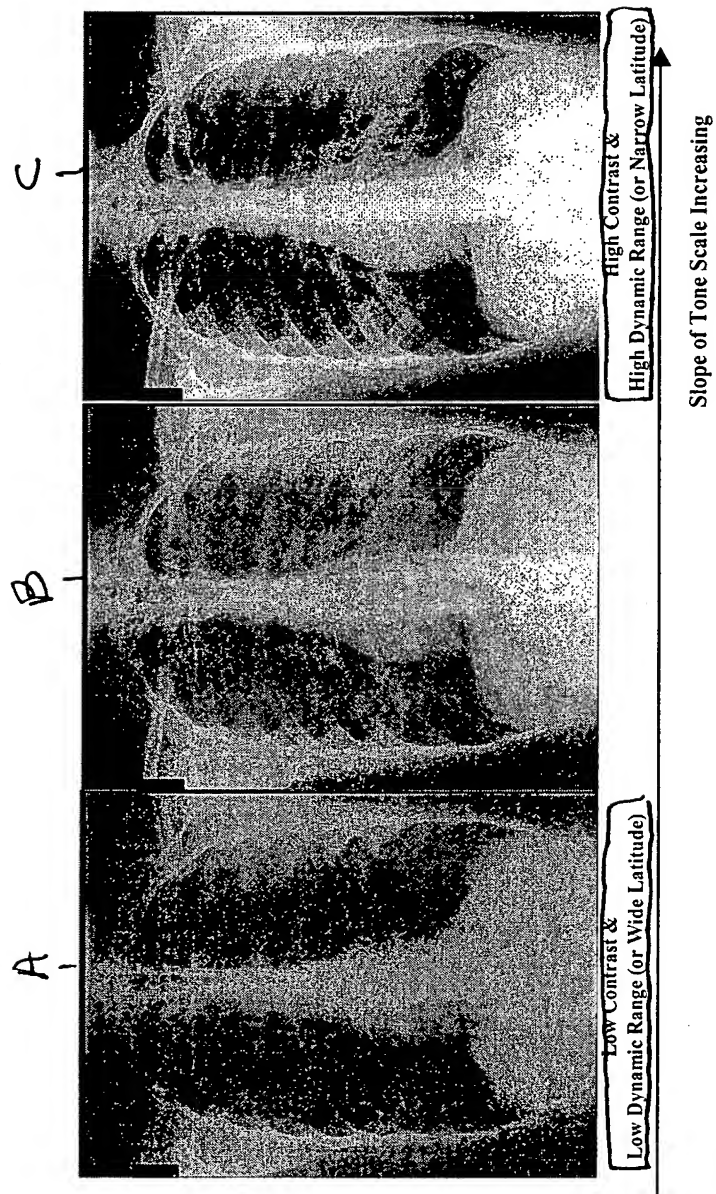 A
B
C
Low Contrast &
Low Dynamic Range (or Wide Latitude)
High Contrast &
High Dynamic Range (or Narrow Latitude)
Slope of Tone Scale Increasing